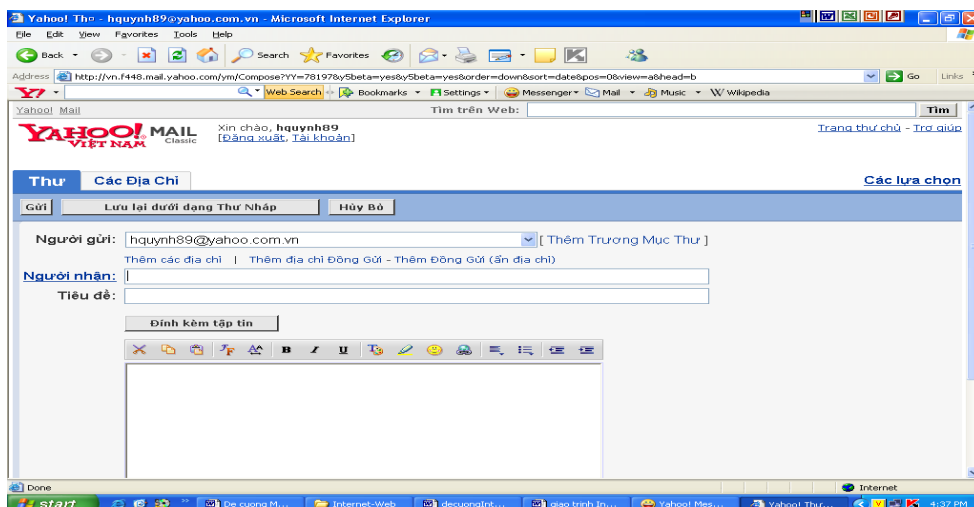 Yahoo! Thơ - hquynh89@yahoo.com.vn - Microsoft Internet Explorer
File Edit View Favorites Tools Help
Back Search Favorites
Address http://vn.f448.mail.yahoo.com/ym/Compose?YY=78197&y5beta=yes&y5beta=yes&order=down&sort=date&pos=0&view=a&head=b Go Links
Y7 Web Search Bookmarks Settings Messenger Mail Music W Wikipedia
Yahoo! Mail Tìm trên Web: Tìm
YAHOO! MAIL Xin chào, hquynh89 Trang thư chủ - Trợ giúp
VIỆT NAM Classic [Đăng xuất, Tài khoản]
Thư Các Địa Chỉ Các lựa chọn
Gửi Lưu lại dưới dạng Thư Nháp Hủy Bỏ
Người gửi: hquynh89@yahoo.com.vn [ Thêm Trương Mục Thư ]
Thêm các địa chỉ | Thêm địa chỉ Đồng Gửi - Thêm Đồng Gửi (ẩn địa chỉ)
Người nhận:
Tiêu đề:
Đính kèm tập tin
B I U
Done Internet
start De cuong M... Internet-Web decuongInt... giao trinh In... Yahoo! Mes... Yahoo! Thư... 4:37 PM